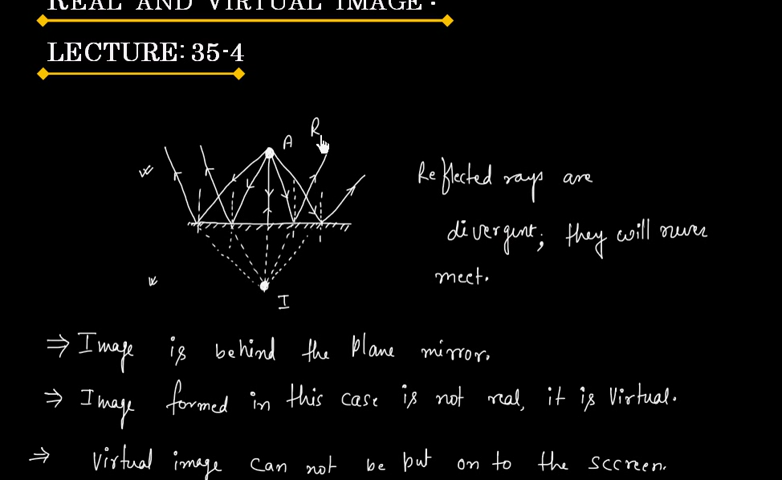 REAL AND VIRTUAL IMAGE :
LECTURE: 35-4
A
R
I
Reflected rays are
divergent; they will never
meet.
⇒ Image is behind the plane mirror.
⇒ Image formed in this case is not real, it is virtual.
⇒ Virtual image can not be put on to the sccreen.